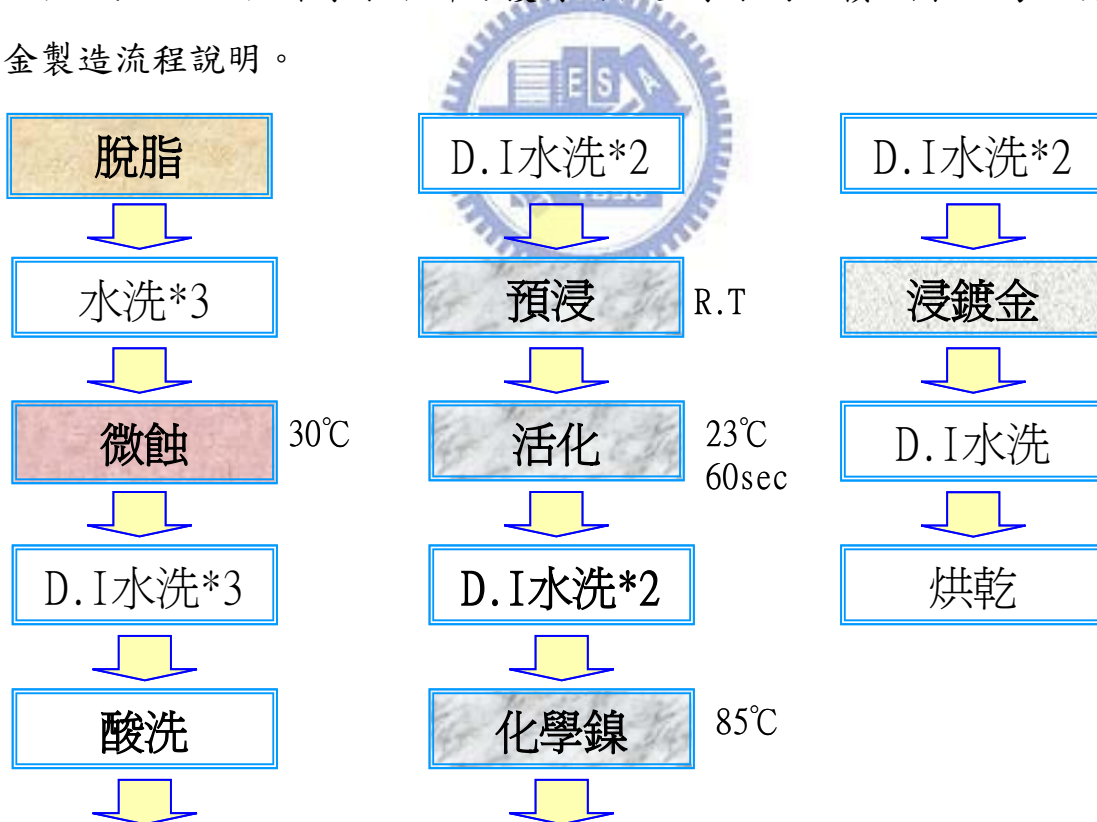 金製造流程說明。
脫脂
水洗*3
微蝕
30℃
D.I水洗*3
酸洗
D.I水洗*2
預浸
R.T
活化
23℃
60sec
D.I水洗*2
化學鎳
85℃
D.I水洗*2
浸鍍金
D.I水洗
烘乾
ES